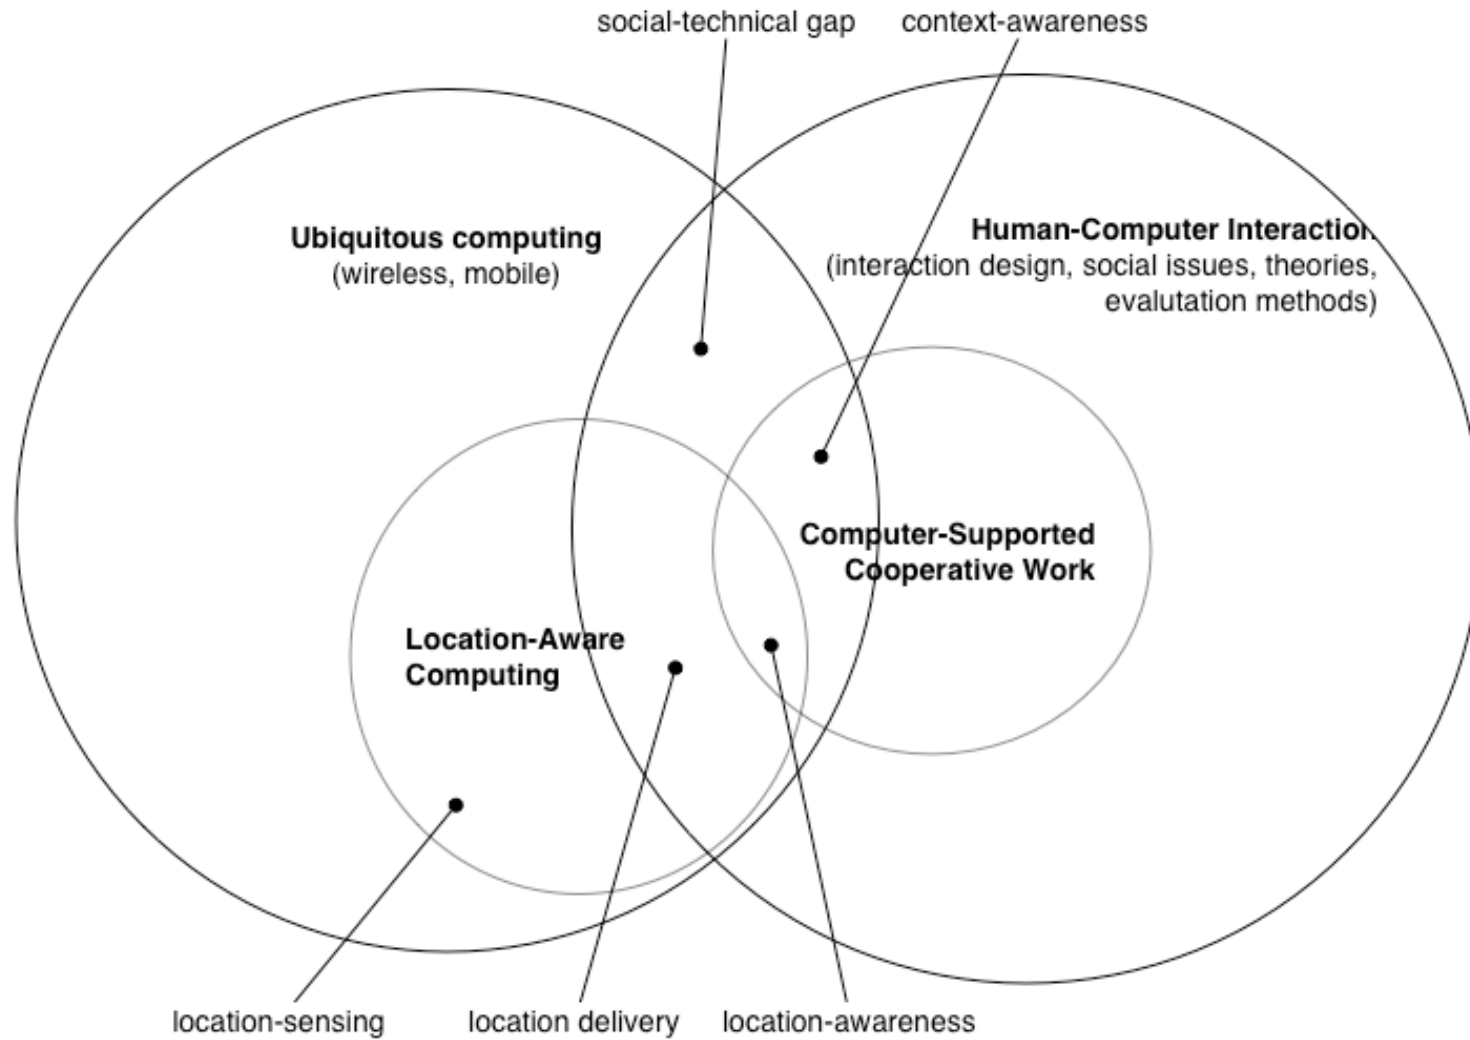 social-technical gap
context-awareness
Ubiquitous computing
(wireless, mobile)
Human-Computer Interaction
(interaction design, social issues, theories,
evalutation methods)
Computer-Supported
Cooperative Work
Location-Aware
Computing
location-sensing
location delivery
location-awareness